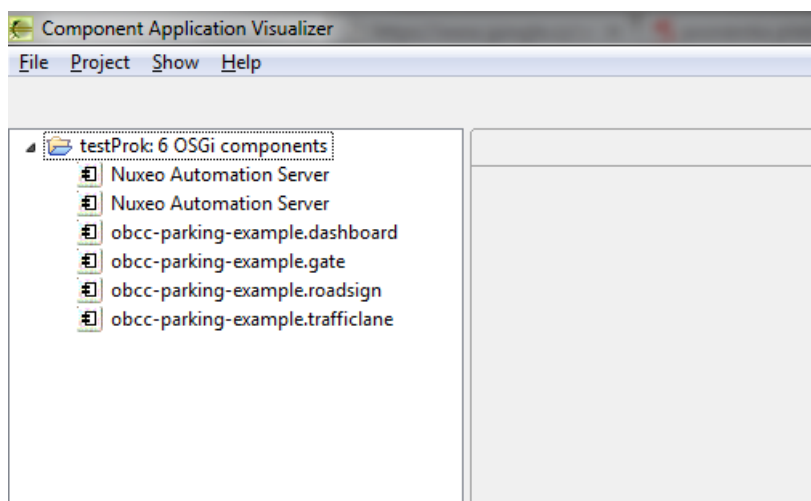 Component Application Visualizer
File Project Show Help
testProk: 6 OSGi components
Nuxeo Automation Server
Nuxeo Automation Server
obcc-parking-example.dashboard
obcc-parking-example.gate
obcc-parking-example.roadsign
obcc-parking-example.trafficlane